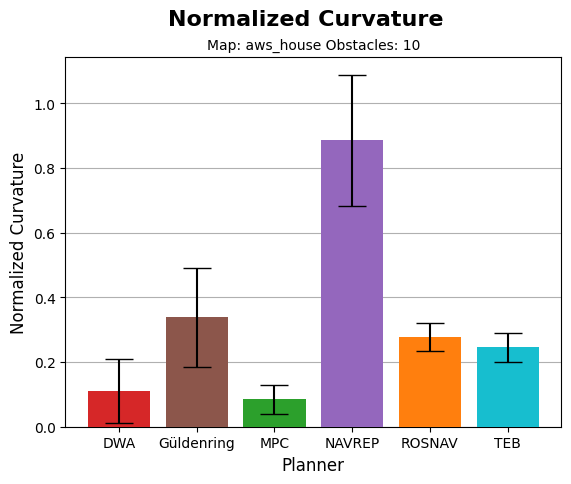 Normalized Curvature
Map: aws_house Obstacles: 10
Normalized Curvature
1.0
0.8
0.6
0.4
0.2
0.0
DWA Güldenring MPC NAVREP ROSNAV TEB
Planner